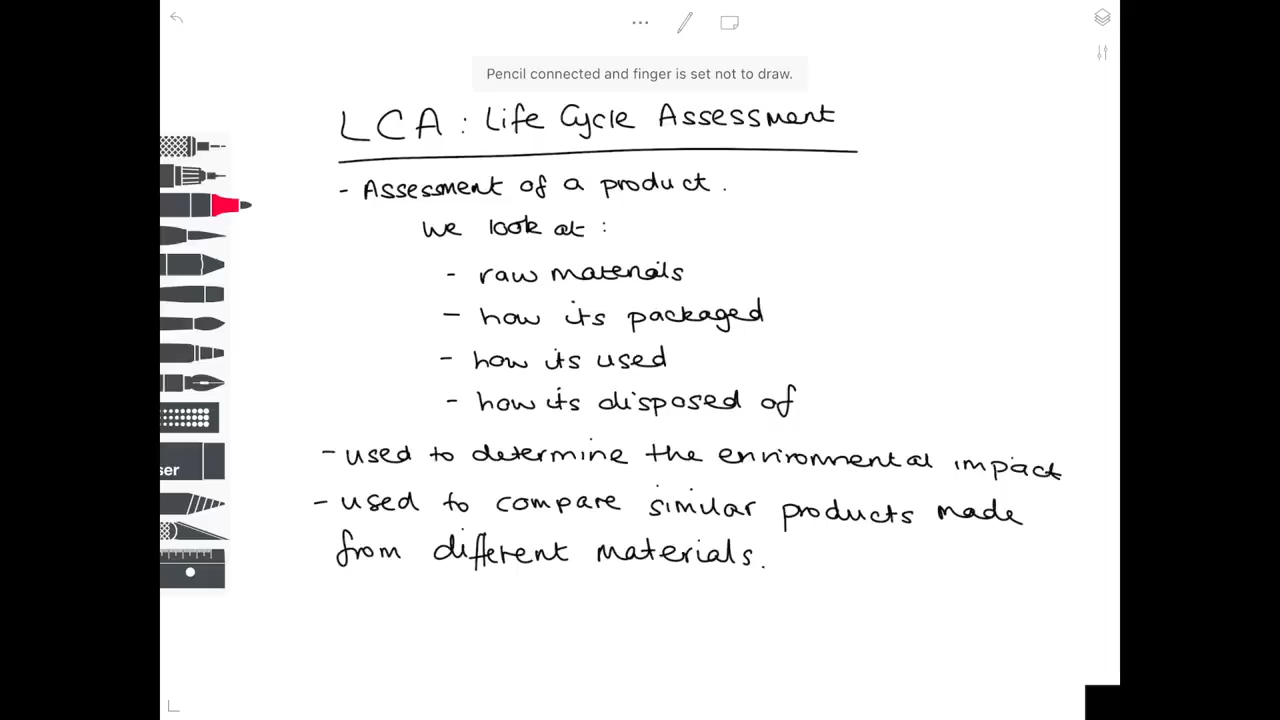 Pencil connected and finger is set not to draw.
LCA : Life Cycle Assessment
- Assessment of a product.
We look at :
- raw materials
- how its packaged
- how its used
- how its disposed of
ser
- used to determine the environmental impact
- used to compare similar products made
from different materials.